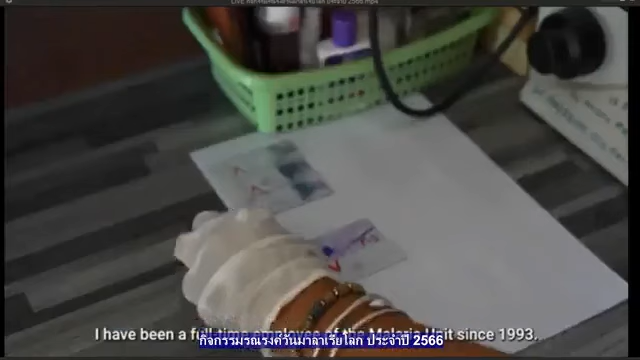 I have been a full-time employee of the Malaria Unit since 1993.
กิจกรรมรณรงค์วันมาลาเรียโลก ประจำปี 2566